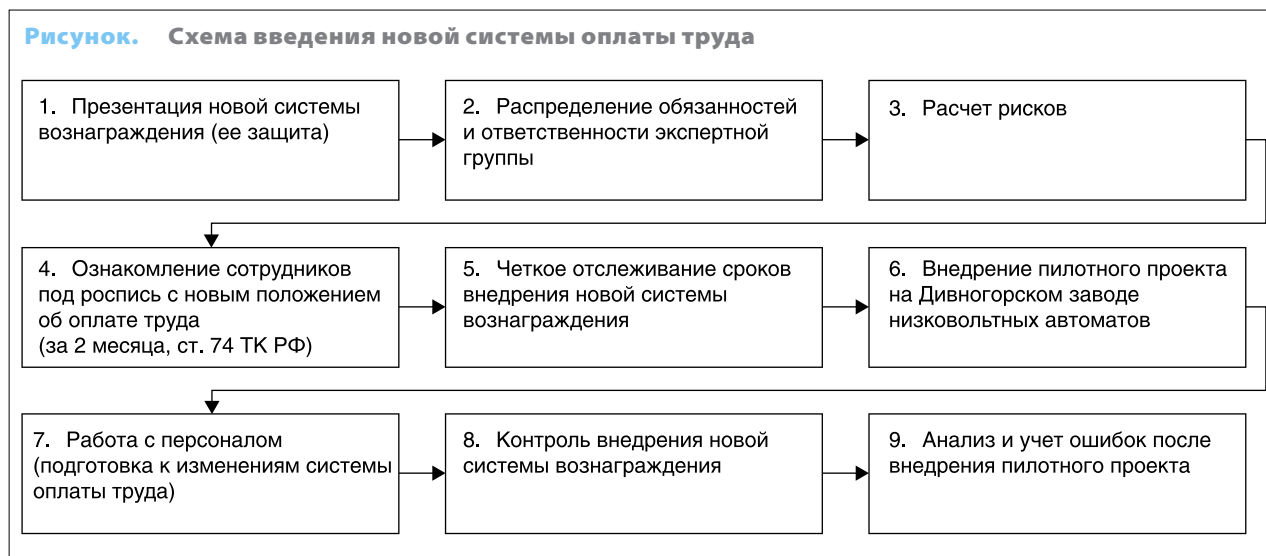 Рисунок. Схема введения новой системы оплаты труда
1. Презентация новой системы
вознаграждения (ее защита)
2. Распределение обязанностей
и ответственности экспертной
группы
3. Расчет рисков
4. Ознакомление сотрудников
под роспись с новым положением
об оплате труда
(за 2 месяца, ст. 74 ТК РФ)
5. Четкое отслеживание сроков
внедрения новой системы
вознаграждения
6. Внедрение пилотного проекта
на Дивногорском заводе
низковольтных автоматов
7. Работа с персоналом
(подготовка к изменениям системы
оплаты труда)
8. Контроль внедрения новой
системы вознаграждения
9. Анализ и учет ошибок после
внедрения пилотного проекта